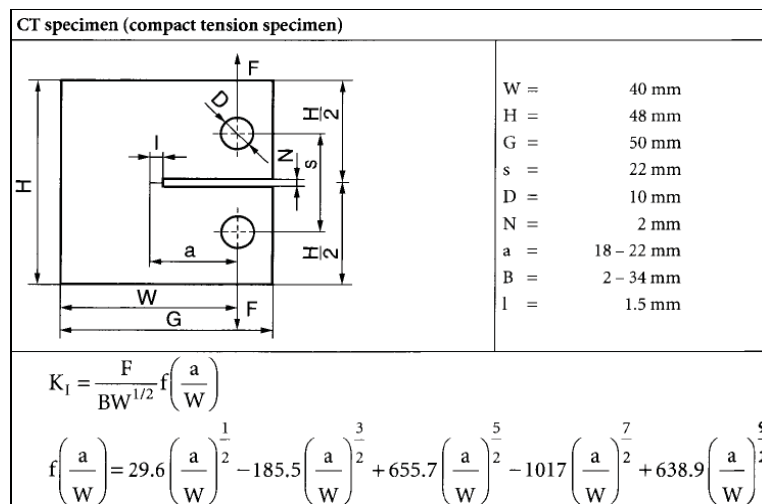 CT specimen (compact tension specimen)
F
D
H/2
l
N
s
H
a
H/2
W
F
G
W = 40 mm
H = 48 mm
G = 50 mm
s = 22 mm
D = 10 mm
N = 2 mm
a = 18 – 22 mm
B = 2 – 34 mm
l = 1.5 mm
K_I = F/(BW^{1/2}) f(a/W)
f(a/W) = 29.6 (a/W)^{1/2} – 185.5 (a/W)^{3/2} + 655.7 (a/W)^{5/2} – 1017 (a/W)^{7/2} + 638.9 (a/W)^{9/2}